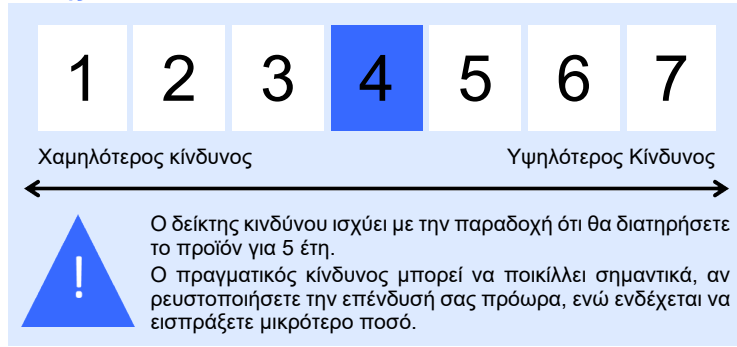 1 2 3 4 5 6 7
Χαμηλότερος κίνδυνος Υψηλότερος Κίνδυνος
Ο δείκτης κινδύνου ισχύει με την παραδοχή ότι θα διατηρήσετε
το προϊόν για 5 έτη.
Ο πραγματικός κίνδυνος μπορεί να ποικίλλει σημαντικά, αν
ρευστοποιήσετε την επένδυσή σας πρόωρα, ενώ ενδέχεται να
εισπράξετε μικρότερο ποσό.
!